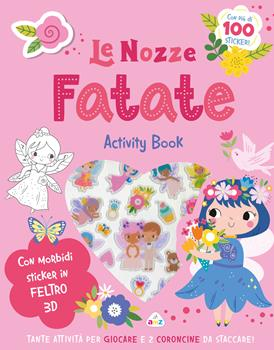 Con più di
100
STICKER!
Le Nozze
Fatate
Activity Book
Con morbidi
sticker in
FELTRO
3D
a
z
TANTE ATTIVITÀ PER GIOCARE E 2 CORONCINE DA STACCARE!